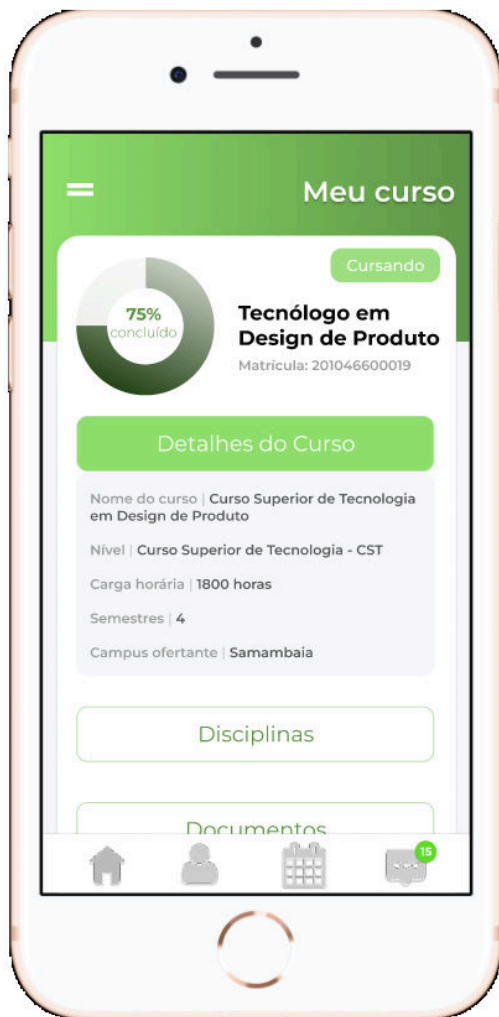 Meu curso
Cursando
75%
concluído
Tecnólogo em
Design de Produto
Matrícula: 201046600019
Detalhes do Curso
Nome do curso | Curso Superior de Tecnologia
em Design de Produto
Nível | Curso Superior de Tecnologia - CST
Carga horária | 1800 horas
Semestres | 4
Campus ofertante | Samambaia
Disciplinas
Documentos
15